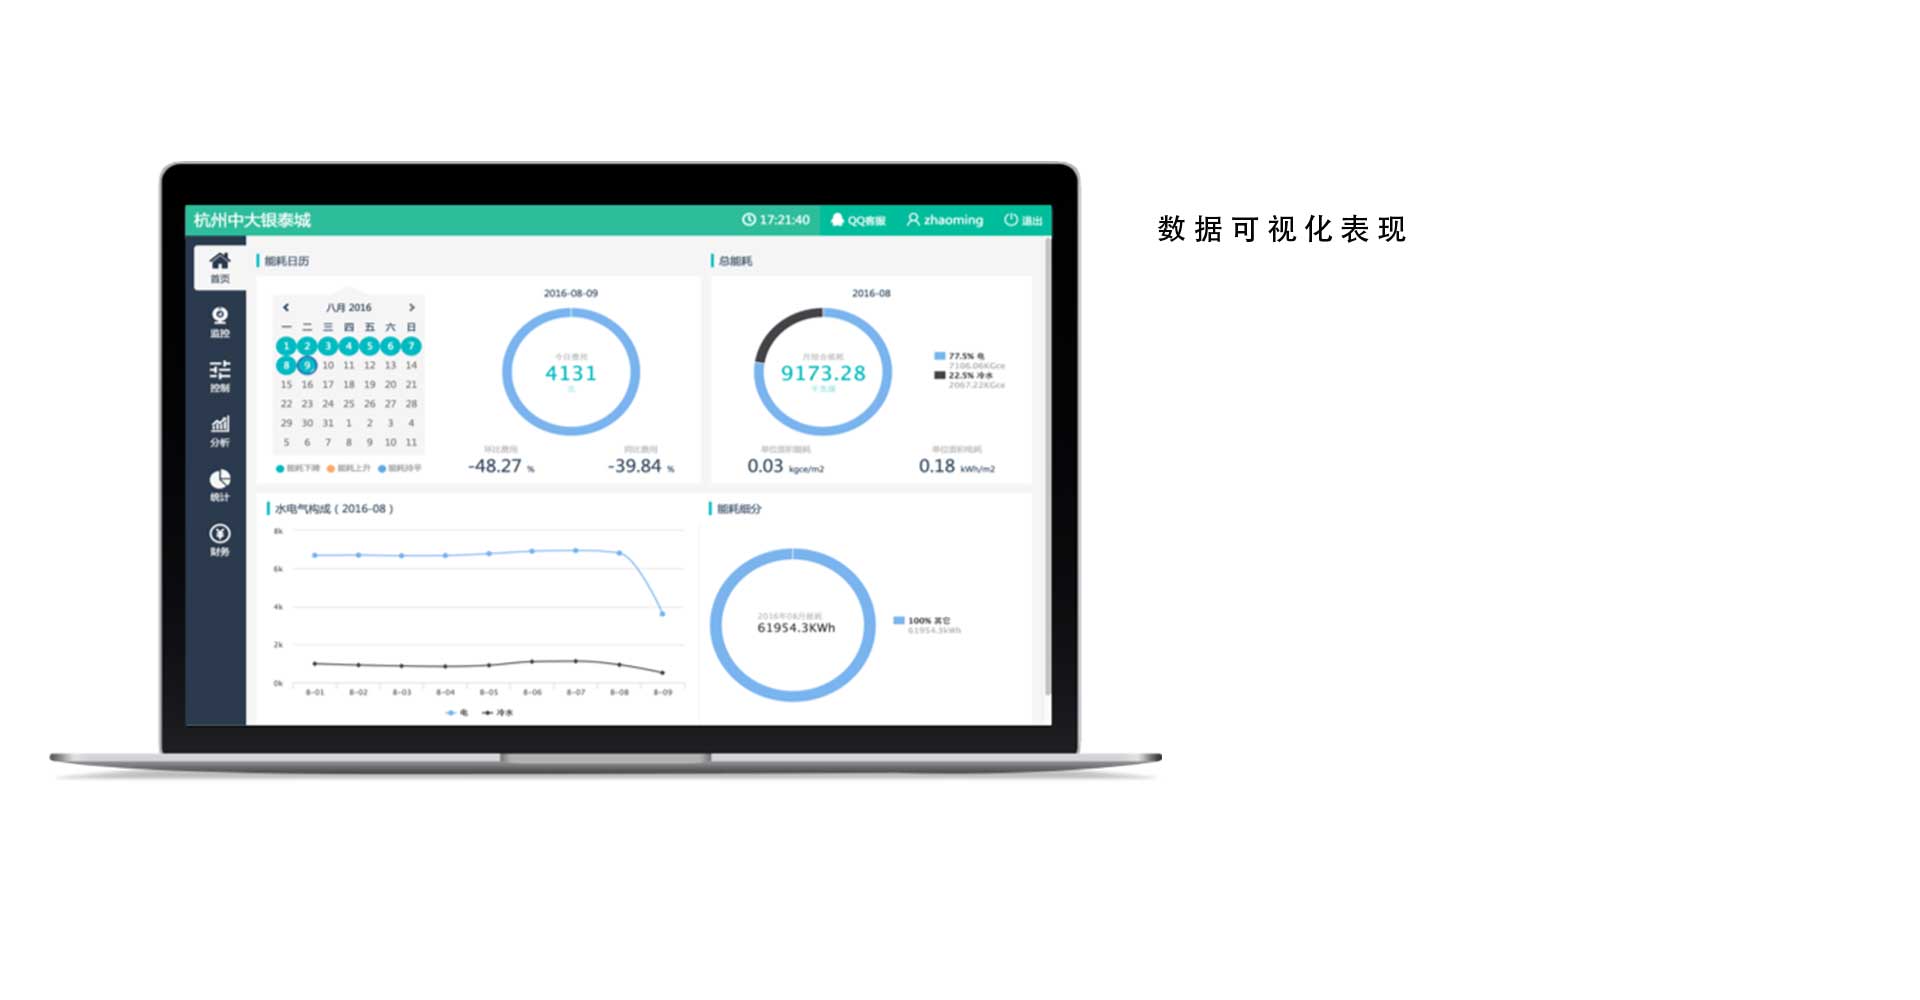 杭州中大银泰城
17:21:40
QQ客服
zhaoming
退出
数据可视化表现
首页
监控
控制
分析
统计
财务
能耗日历
八月 2016
一 二 三 四 五 六 日
1 2 3 4 5 6 7
8 9 10 11 12 13 14
15 16 17 18 19 20 21
22 23 24 25 26 27 28
29 30 31 1 2 3 4
5 6 7 8 9 10 11
能耗下降 能耗上升 能耗持平
2016-08-09
今日费用
4131
元
环比费用
-48.27 %
同比费用
-39.84 %
总能耗
2016-08
月综合能耗
9173.28
千克煤
77.5% 电
7106.06KGce
22.5% 冷水
2067.22KGce
单位面积能耗
0.03 kgce/m2
单位面积电耗
0.18 kWh/m2
水电气构成（2016-08）
8k
6k
4k
2k
0k
8-01 8-02 8-03 8-04 8-05 8-06 8-07 8-08 8-09
电 冷水
能耗细分
2016年08月能耗
61954.3KWh
100% 其它
61954.3kWh